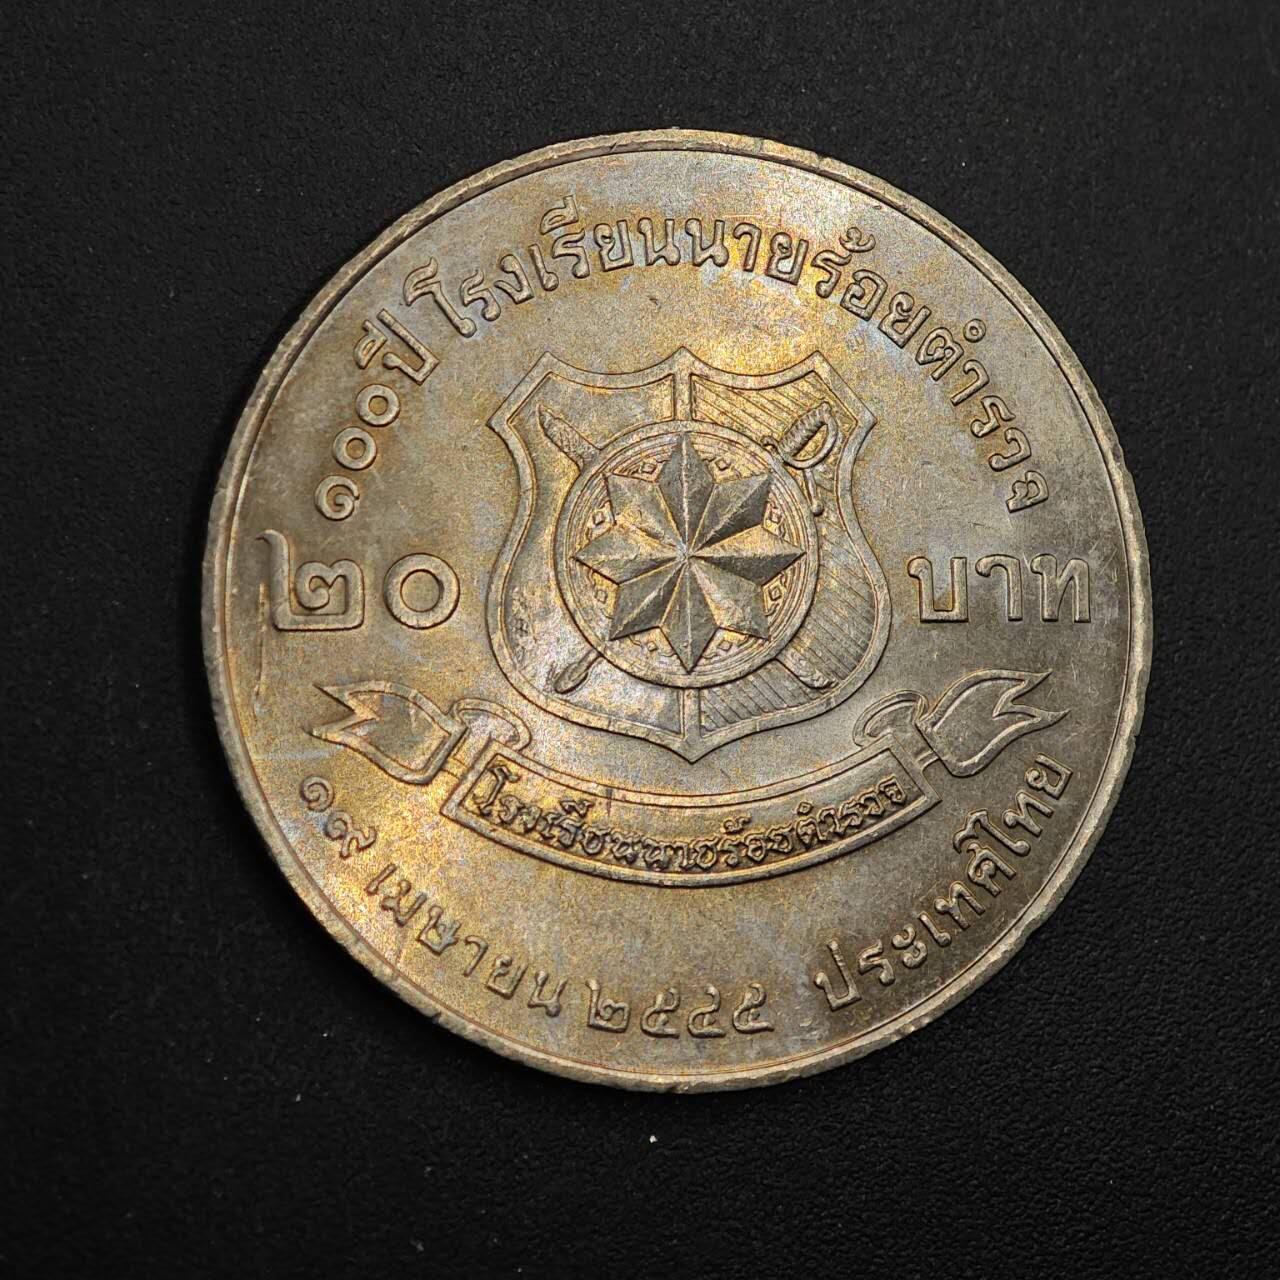 ๑๐๐ปี โรงเรียนนายร้อยตำรวจ
๒๐ บาท
โรงเรียนนายร้อยตำรวจ
๑๙ เมษายน ๒๕๔๕ ประเทศไทย